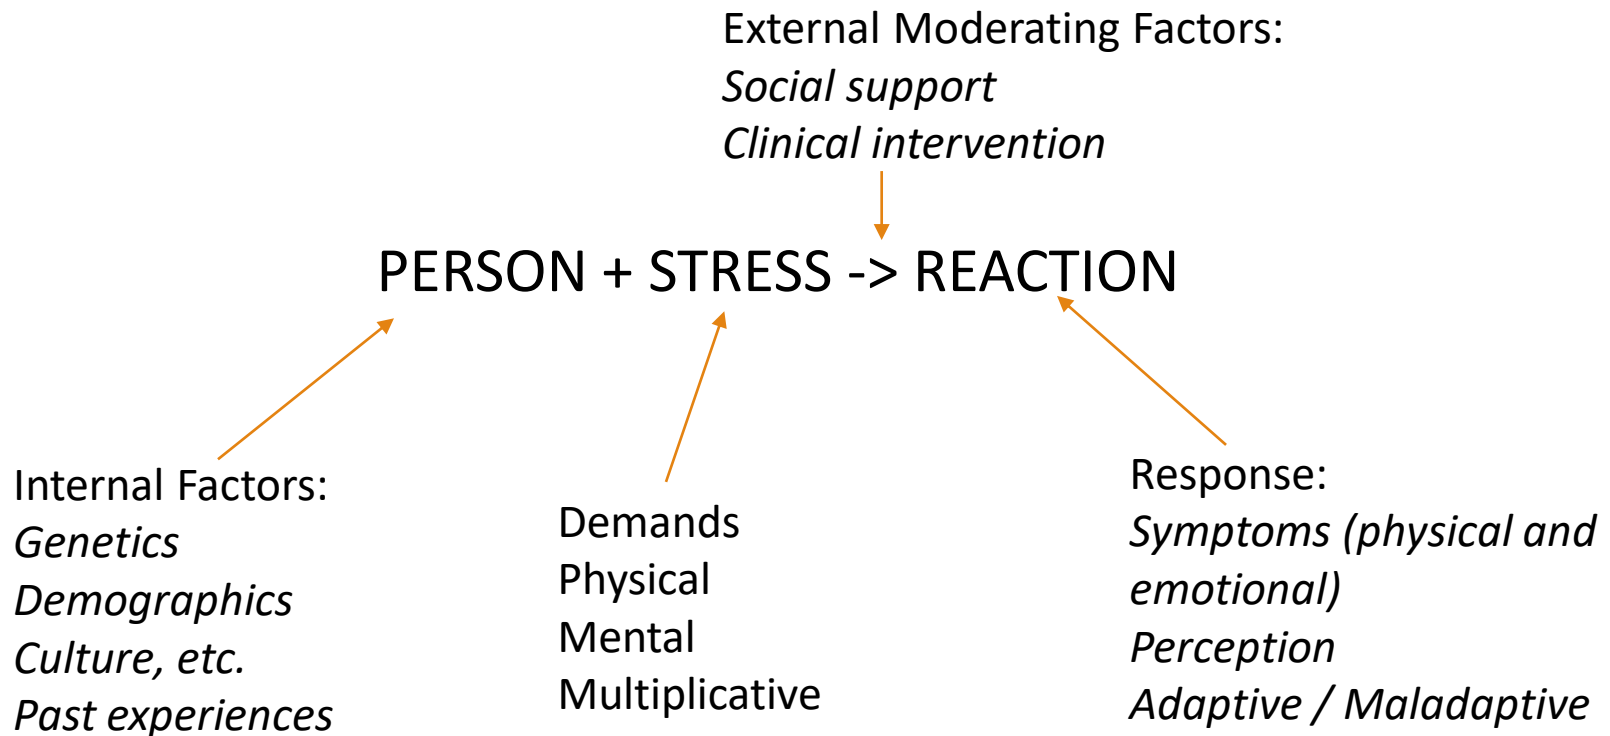 External Moderating Factors:
Social support
Clinical intervention
PERSON + STRESS -> REACTION
Internal Factors:
Genetics
Demographics
Culture, etc.
Past experiences
Demands
Physical
Mental
Multiplicative
Response:
Symptoms (physical and
emotional)
Perception
Adaptive / Maladaptive